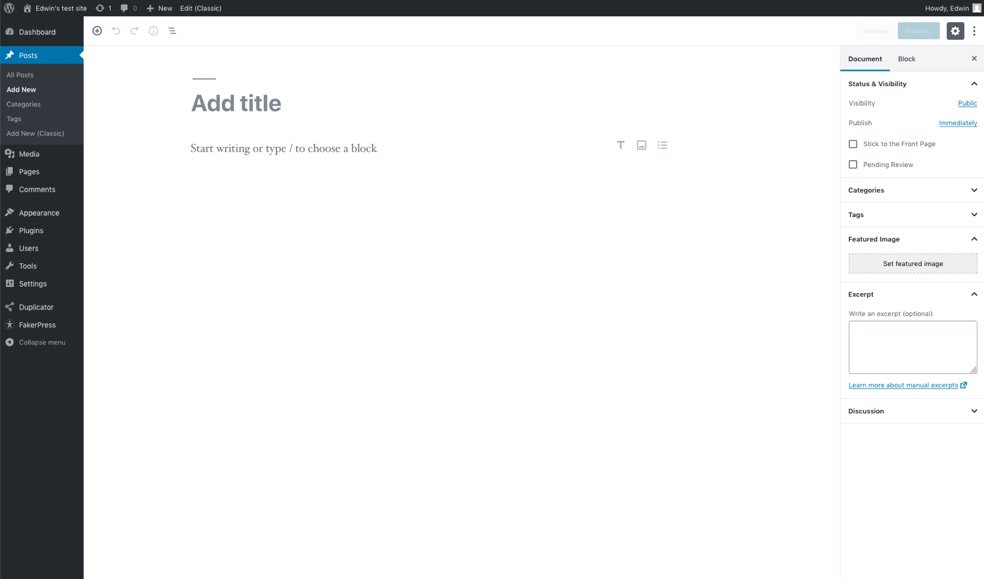 Edwin's test site 1 0 New Edit (Classic) Howdy, Edwin
Dashboard
Posts
All Posts
Add New
Categories
Tags
Add New (Classic)
Media
Pages
Comments
Appearance
Plugins
Users
Tools
Settings
Duplicator
FakerPress
Collapse menu
Preview Publish...
Add title
Start writing or type / to choose a block
Document Block
Status & Visibility
Visibility Public
Publish Immediately
Stick to the Front Page
Pending Review
Categories
Tags
Featured Image
Set featured image
Excerpt
Write an excerpt (optional)
Learn more about manual excerpts
Discussion